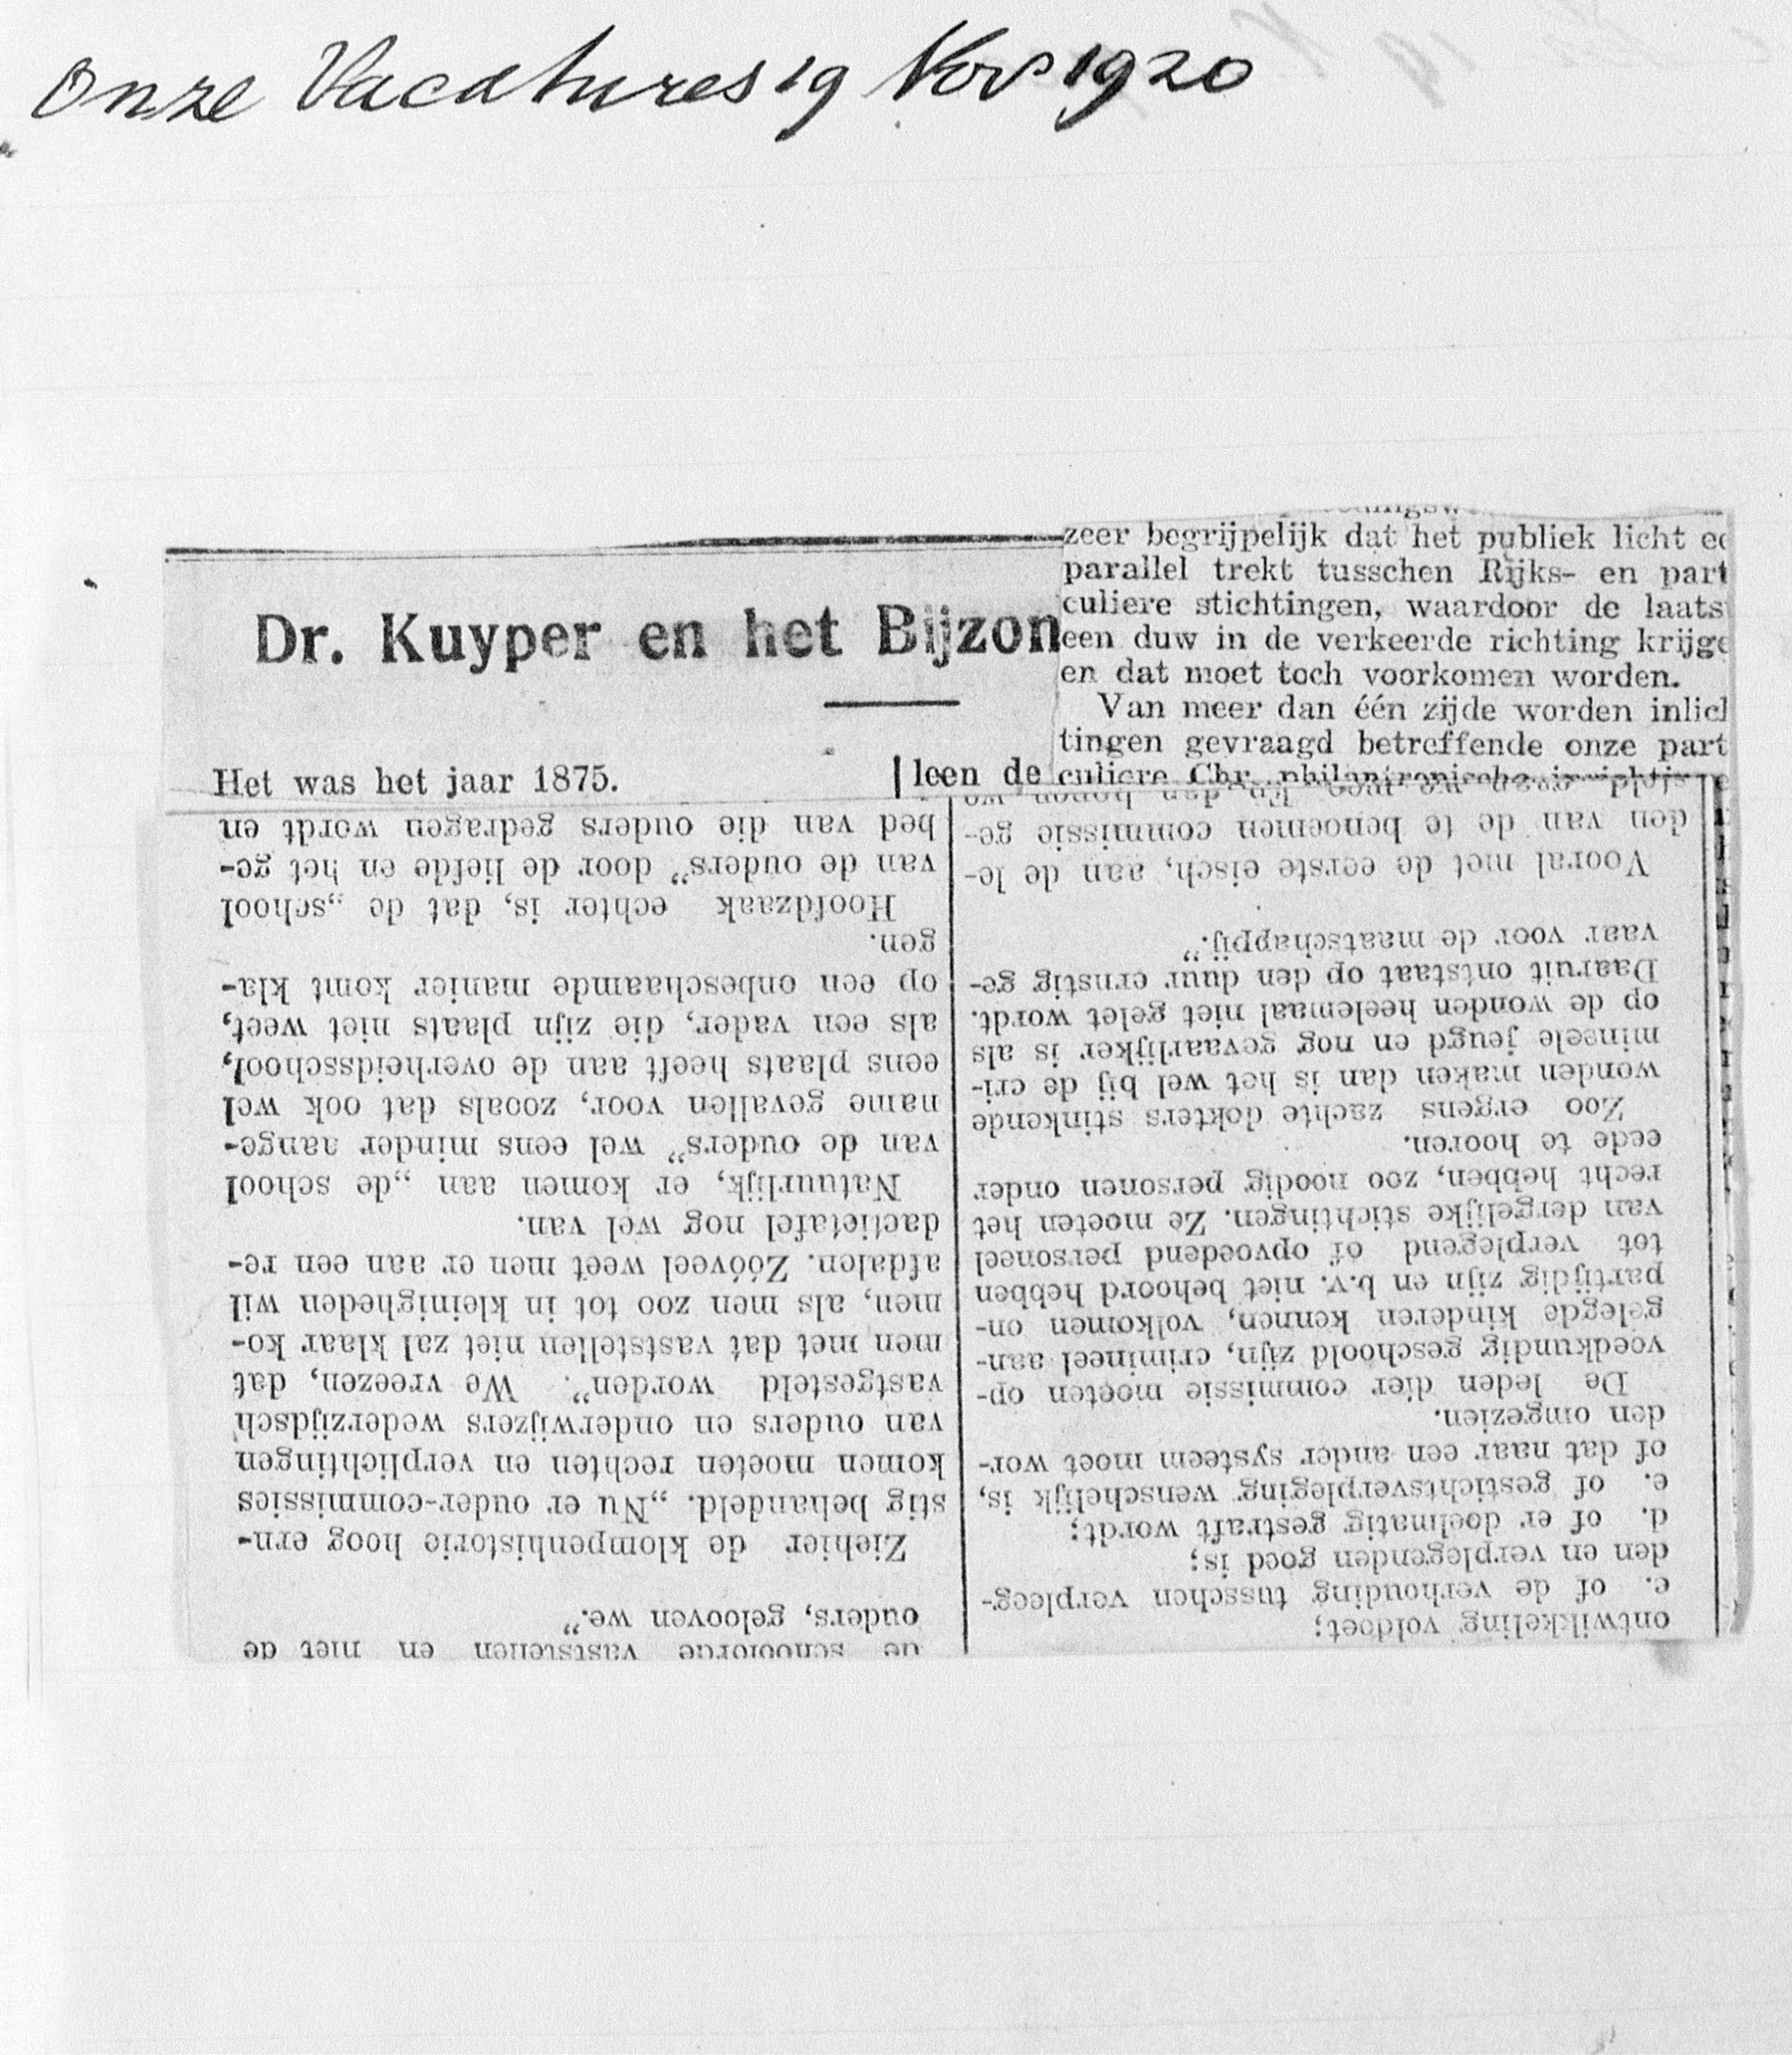 Onze Vacatures 19 Nov 1920
Dr. Kuyper en het Bijzon
Het was het jaar 1875.
leen de
zeer begrijpelijk dat het publiek licht
parallel trekt tusschen Rijks- en part
culiere stichtingen, waardoor de laats
een duw in de verkeerde richting krijge
en dat moet toch voorkomen worden.
Van meer dan één zijde worden inlich
tingen gevraagd betreffende onze part
culiere Chr. philantropische
ontwikkeling voldoet;
c. of de verhouding tusschen verpleeg-
den en verplegenden goed is;
d. of er doelmatig gestraft wordt;
e. of gestichtsverpleging wenschelijk is,
of dat naar een ander systeem moet wor-
den omgezien.
De leden dier commissie moeten op-
voedkundig geschoold zijn, crimineel aan-
gelegde kinderen kennen, volkomen on-
partijdig zijn en b.v. niet behoord hebben
tot verplegend of opvoedend personeel
van dergelijke stichtingen. Ze moeten het
recht hebben, zoo noodig personen onder
eede te hooren.
Zoo ergens zachte dokters stinkende
wonden maken dan is het wel bij de cri-
mineele jeugd en nog gevaarlijker is als
op de wonden heelemaal niet gelet wordt.
Daaruit ontstaat op den duur ernstig ge-
vaar voor de maatschappij.”
Vooral met de eerste eisch, aan de le-
den van de te benoemen commissie ge-
de schoolorde vaststellen en met de
ouders, gelooven we.”
Ziehier de klompenhistorie hoog ern-
stig behandeld. „Nu er ouder-commissies
komen moeten rechten en verplichtingen
van ouders en onderwijzers wederzijdsch
vastgesteld worden”. We vreezen, dat
men met dat vaststellen niet zal klaar ko-
men, als men zoo tot in kleinigheden wil
afdalen. Zóóveel weet men er aan een re-
dactietafel nog wel van.
Natuurlijk, er komen aan „de school
van de ouders” wel eens minder aange-
name gevallen voor, zooals dat ook wel
eens plaats heeft aan de overheidsschool,
als een vader, die zijn plaats niet weet,
op een onbeschaamde manier komt kla-
gen.
Hoofdzaak echter is, dat de „school
van de ouders” door de liefde en het ge-
bed van die ouders gedragen wordt en